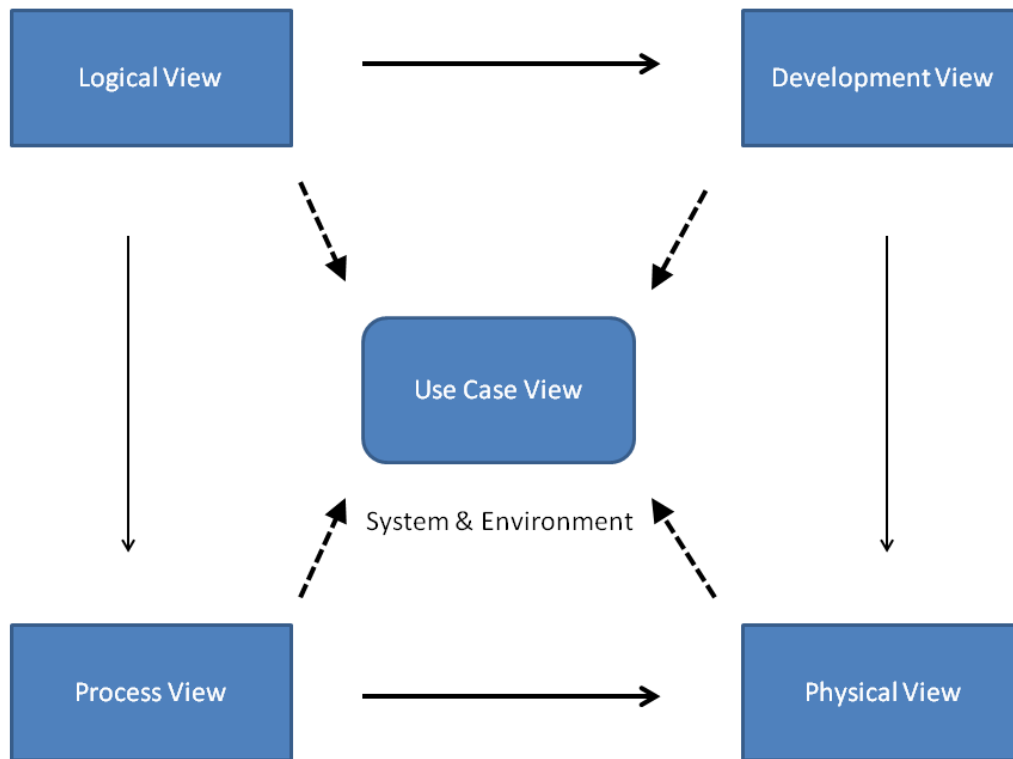 Logical View
Development View
Use Case View
System & Environment
Process View
Physical View